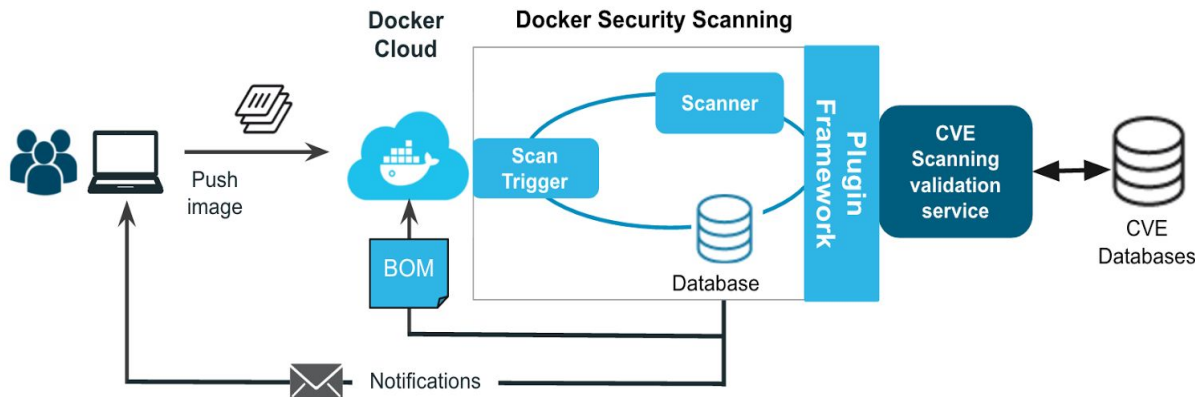 Docker
Cloud
Docker Security Scanning
Push
image
Scan
Trigger
Scanner
Database
Plugin
Framework
CVE
Scanning
validation
service
CVE
Databases
BOM
Notifications